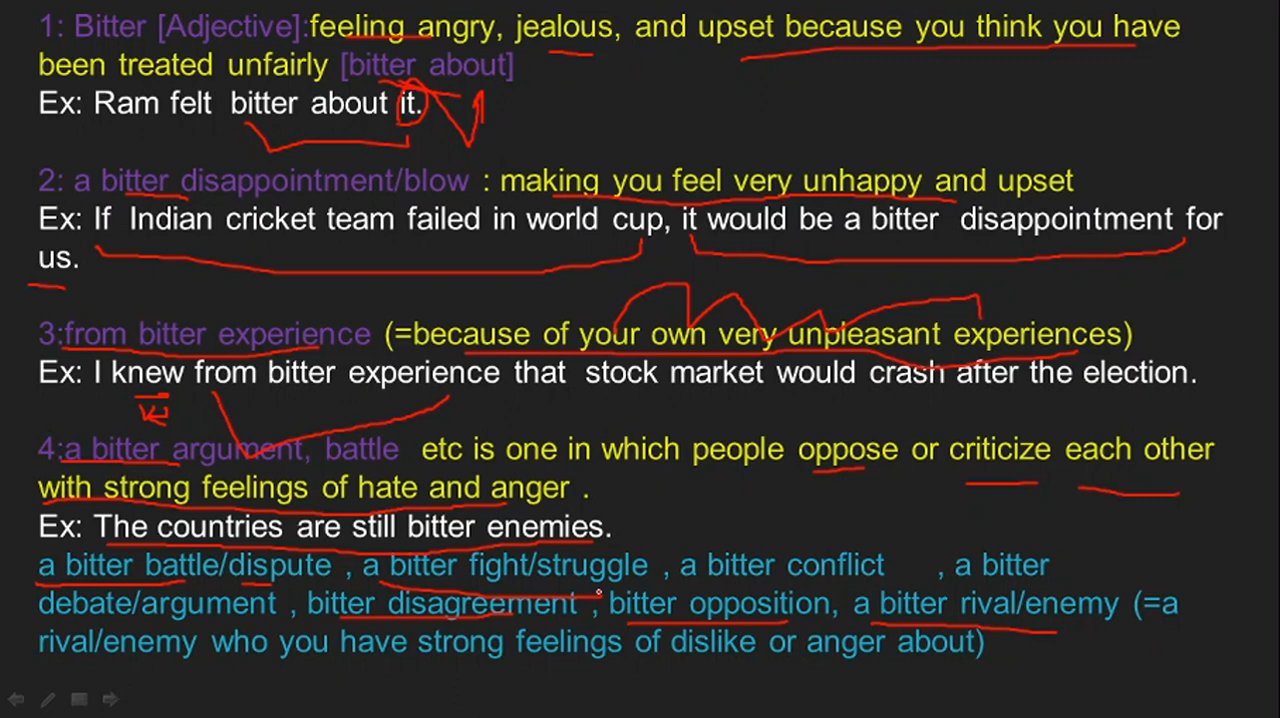 1: Bitter [Adjective]:feeling angry, jealous, and upset because you think you have
been treated unfairly [bitter about]
Ex: Ram felt bitter about it.
2: a bitter disappointment/blow : making you feel very unhappy and upset
Ex: If Indian cricket team failed in world cup, it would be a bitter disappointment for
us.
3:from bitter experience (=because of your own very unpleasant experiences)
Ex: I knew from bitter experience that stock market would crash after the election.
4:a bitter argument, battle etc is one in which people oppose or criticize each other
with strong feelings of hate and anger .
Ex: The countries are still bitter enemies.
a bitter battle/dispute , a bitter fight/struggle , a bitter conflict , a bitter
debate/argument , bitter disagreement , bitter opposition, a bitter rival/enemy (=a
rival/enemy who you have strong feelings of dislike or anger about)